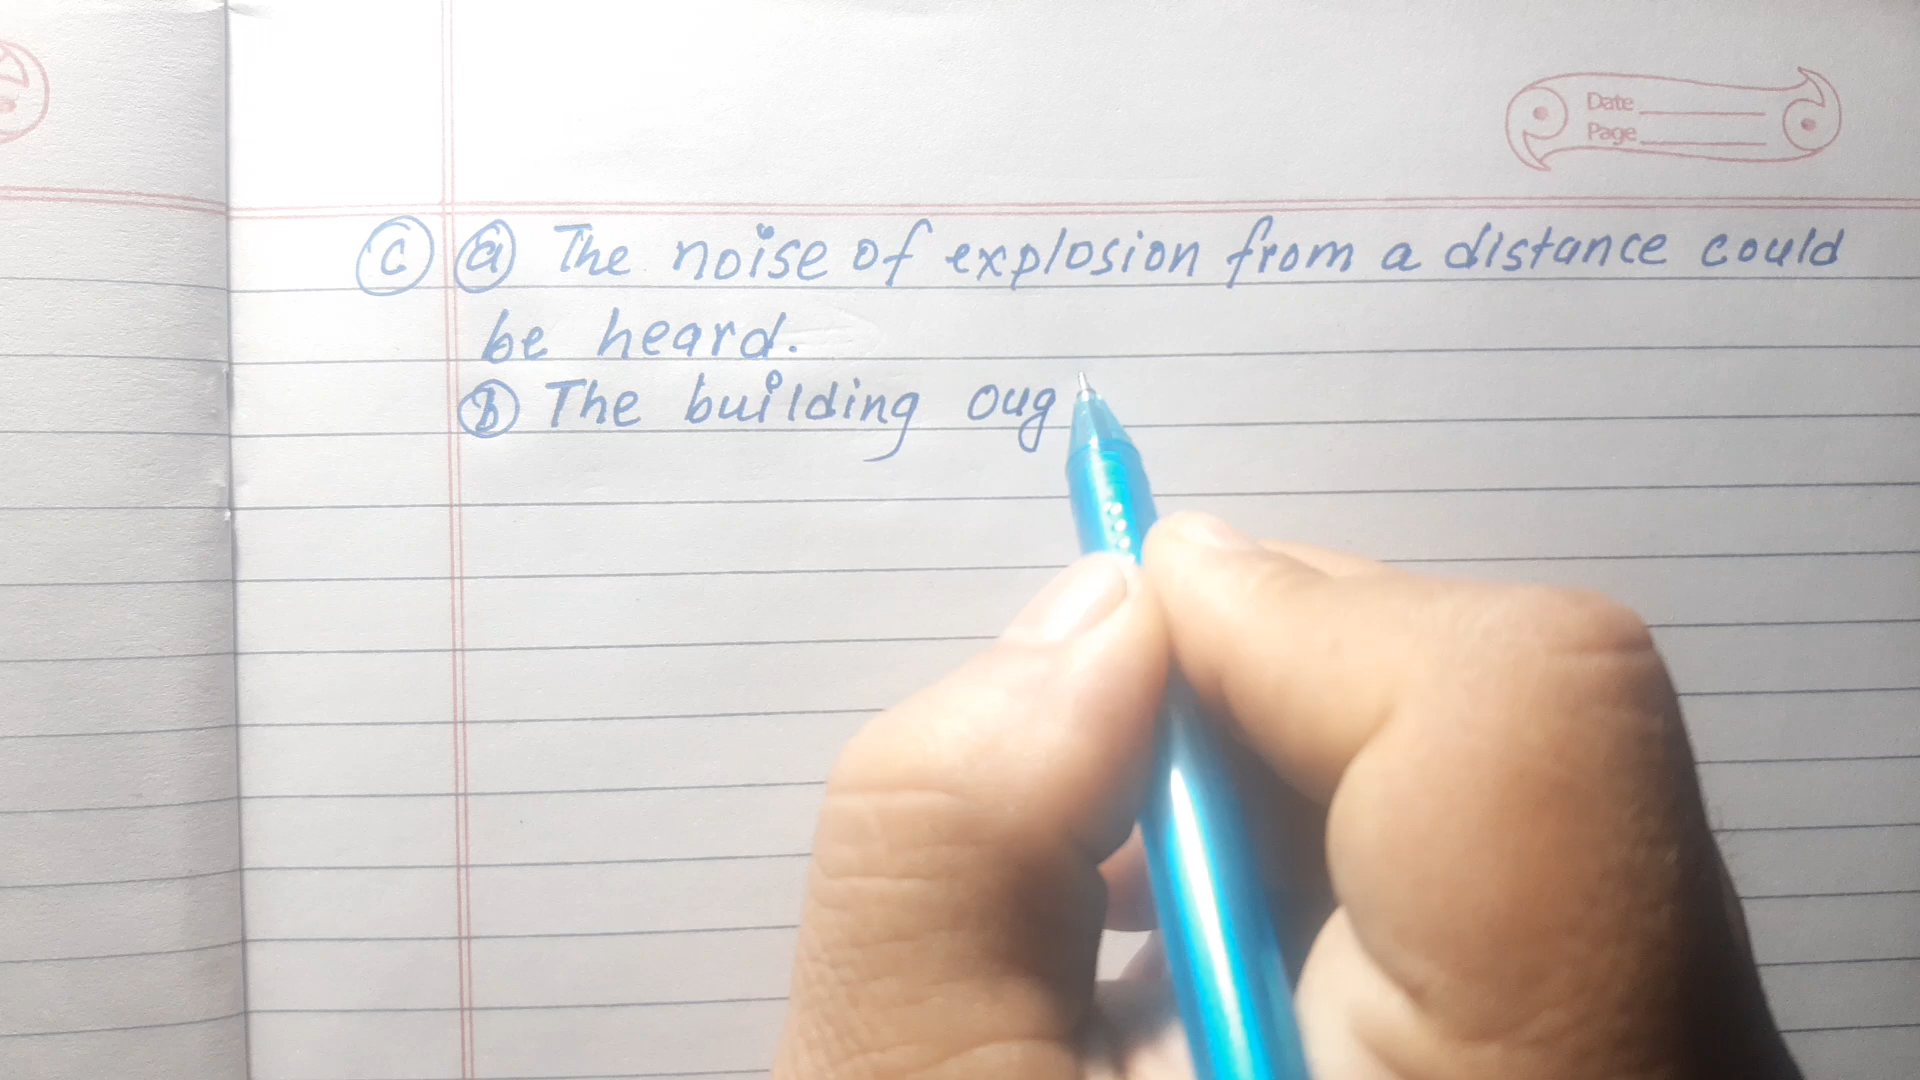 Date
Page
C a The noise of explosion from a distance could
be heard.
b The building oug